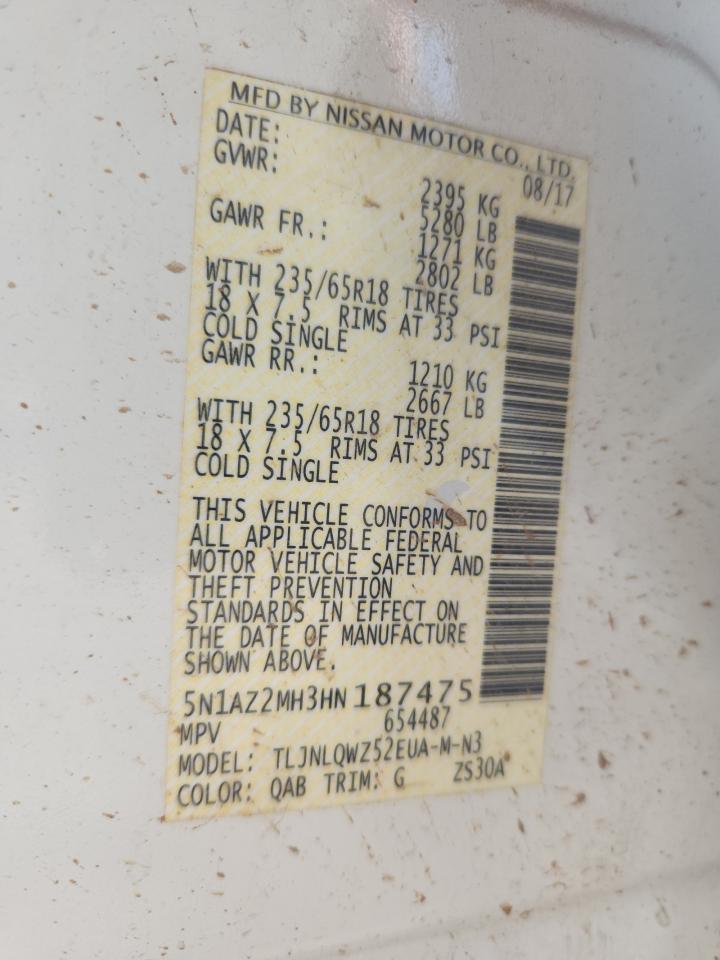 MFD BY NISSAN MOTOR CO., LTD.
DATE: 08/17
GVWR: 2395 KG
5280 LB
GAWR FR.: 1271 KG
2802 LB
WITH 235/65R18 TIRES
18 X 7.5 RIMS AT 33 PSI
COLD SINGLE
GAWR RR.: 1210 KG
2667 LB
WITH 235/65R18 TIRES
18 X 7.5 RIMS AT 33 PSI
COLD SINGLE
THIS VEHICLE CONFORMS TO
ALL APPLICABLE FEDERAL
MOTOR VEHICLE SAFETY AND
THEFT PREVENTION
STANDARDS IN EFFECT ON
THE DATE OF MANUFACTURE
SHOWN ABOVE.
5N1AZ2MH3HN187475
MPV 654487
MODEL: TLJNLQWZ52EUA-M-N3
COLOR: QAB TRIM: G ZS30A